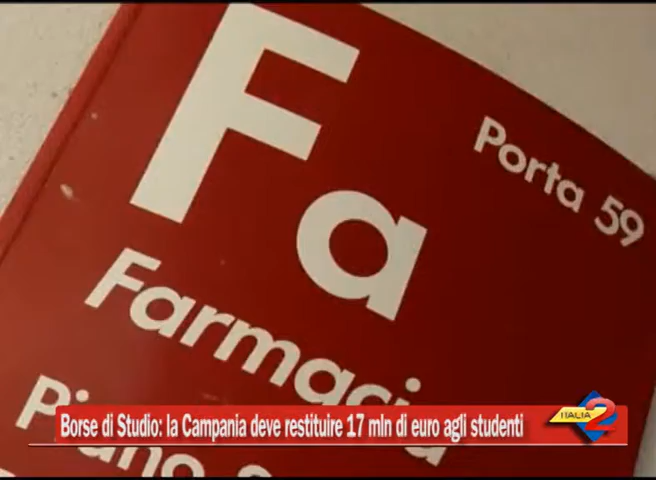 Fa
Porta 59
Farmacia
Piano
Borse di Studio: la Campania deve restituire 17 mln di euro agli studenti
ITALIA 2